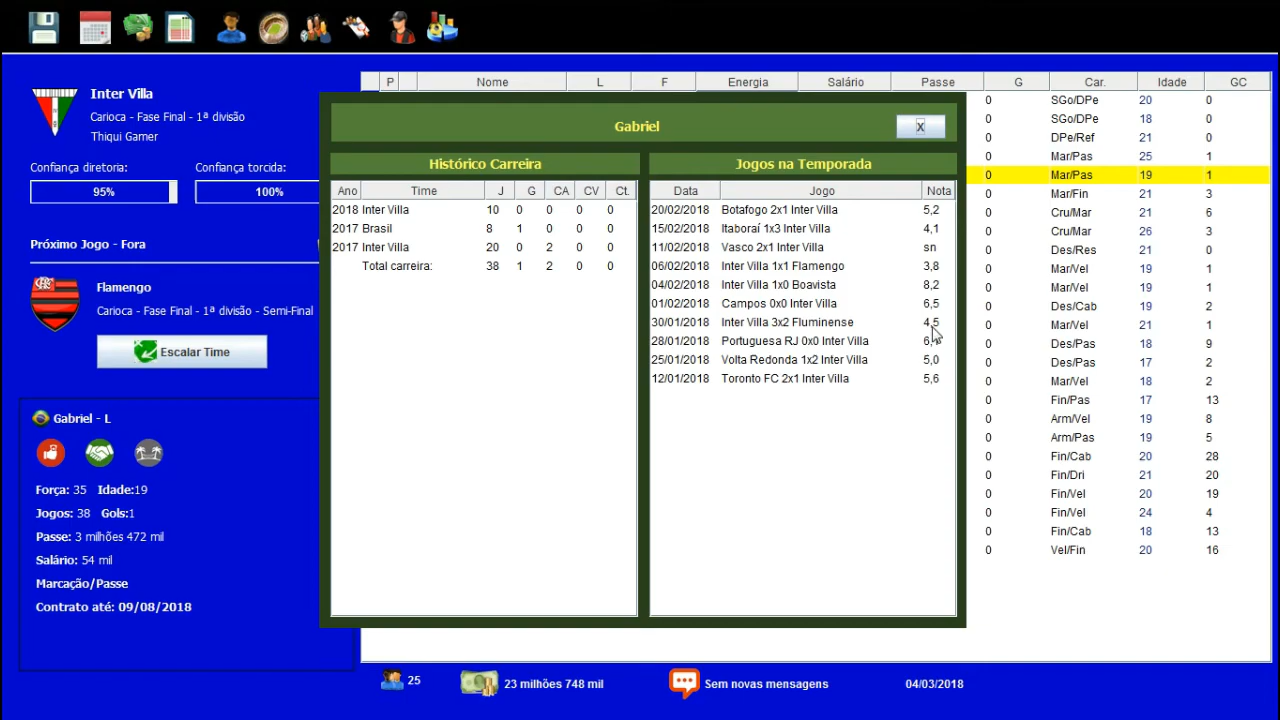 Inter Villa
Carioca - Fase Final - 1ª divisão
Thiqui Gamer
Confiança diretoria: Confiança torcida:
95% 100%
Próximo Jogo - Fora
Flamengo
Carioca - Fase Final - 1ª divisão - Semi-Final
Escalar Time
Gabriel - L
Força: 35 Idade:19
Jogos: 38 Gols:1
Passe: 3 milhões 472 mil
Salário: 54 mil
Marcação/Passe
Contrato até: 09/08/2018
P Nome L F Energia Salário Passe G Car. Idade GC
Gabriel X
Histórico Carreira
Ano Time J G CA CV Ct.
2018 Inter Villa 10 0 0 0 0
2017 Brasil 8 1 0 0 0
2017 Inter Villa 20 0 2 0 0
Total carreira: 38 1 2 0 0
Jogos na Temporada
Data Jogo Nota
20/02/2018 Botafogo 2x1 Inter Villa 5,2
15/02/2018 Itaboraí 1x3 Inter Villa 4,1
11/02/2018 Vasco 2x1 Inter Villa sn
06/02/2018 Inter Villa 1x1 Flamengo 3,8
04/02/2018 Inter Villa 1x0 Boavista 8,2
01/02/2018 Campos 0x0 Inter Villa 6,5
30/01/2018 Inter Villa 3x2 Fluminense 4,5
28/01/2018 Portuguesa RJ 0x0 Inter Villa
25/01/2018 Volta Redonda 1x2 Inter Villa 5,0
12/01/2018 Toronto FC 2x1 Inter Villa 5,6
0 SGo/DPe 20 0
0 SGo/DPe 18 0
0 DPe/Ref 21 0
0 Mar/Pas 25 1
0 Mar/Pas 19 1
0 Mar/Fin 21 3
0 Cru/Mar 21 6
0 Cru/Mar 26 3
0 Des/Res 21 0
0 Mar/Vel 19 1
0 Mar/Vel 19 1
0 Des/Cab 19 2
0 Mar/Vel 21 1
0 Des/Pas 18 9
0 Des/Pas 17 2
0 Mar/Vel 18 2
0 Fin/Pas 17 13
0 Arm/Vel 19 8
0 Arm/Pas 19 5
0 Fin/Cab 20 28
0 Fin/Dri 21 20
0 Fin/Vel 20 19
0 Fin/Vel 24 4
0 Fin/Cab 18 13
0 Vel/Fin 20 16
25 23 milhões 748 mil Sem novas mensagens 04/03/2018